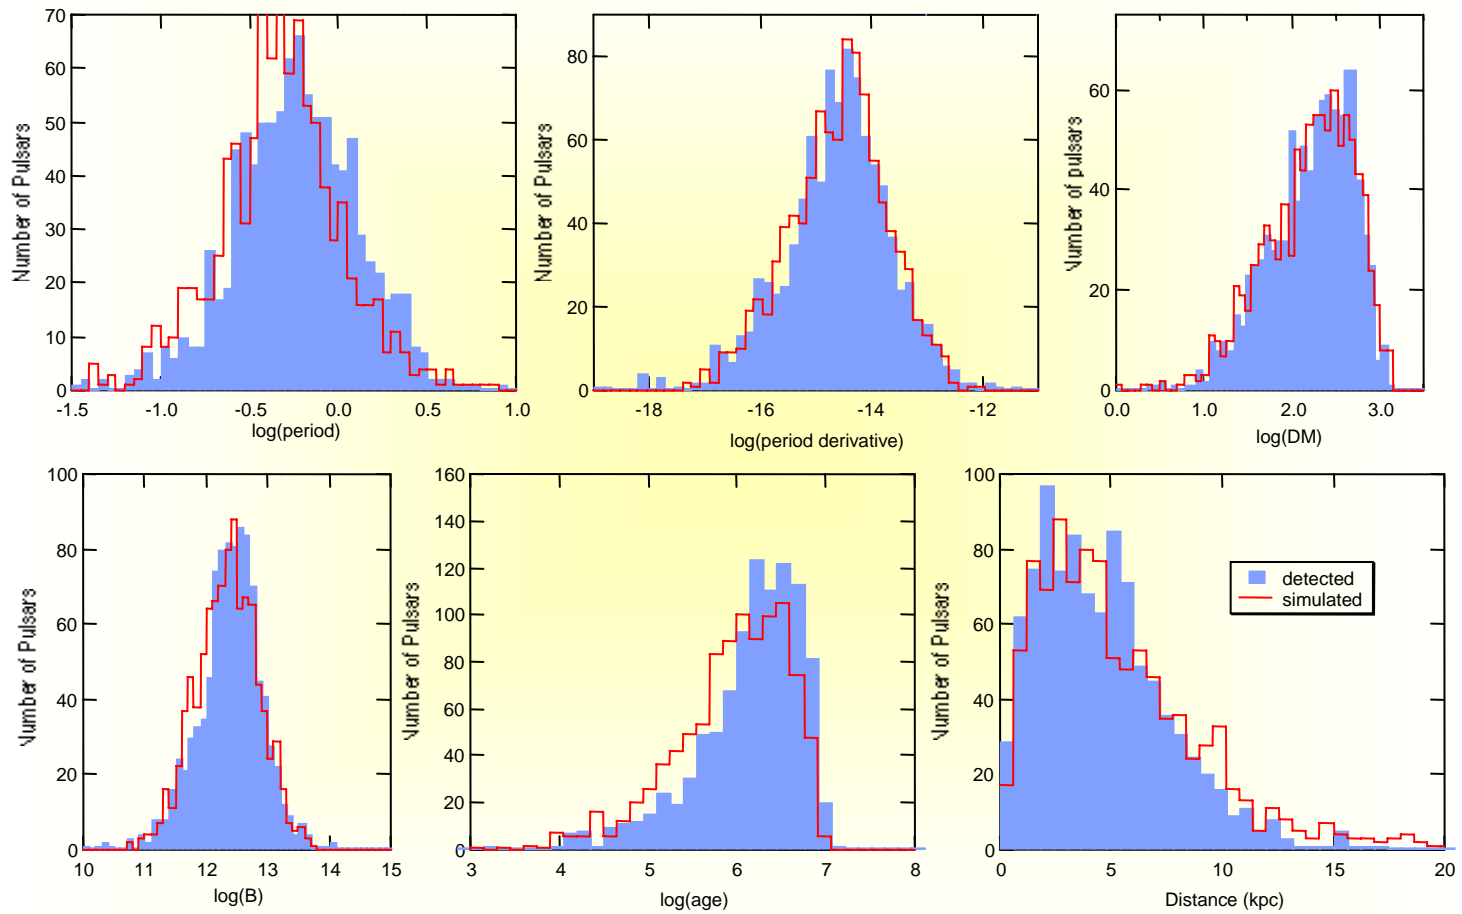 70
60
50
40
30
20
10
0
Number of Pulsars
-1.5 -1.0 -0.5 0.0 0.5 1.0
log(period)
80
60
40
20
0
Number of Pulsars
-18 -16 -14 -12
log(period derivative)
60
40
20
0
Number of pulsars
0.0 1.0 2.0 3.0
log(DM)
100
80
60
40
20
0
Number of Pulsars
10 11 12 13 14 15
log(B)
160
140
120
100
80
60
40
20
0
Number of Pulsars
3 4 5 6 7 8
log(age)
100
80
60
40
20
0
Number of Pulsars
0 5 10 15 20
Distance (kpc)
detected
simulated